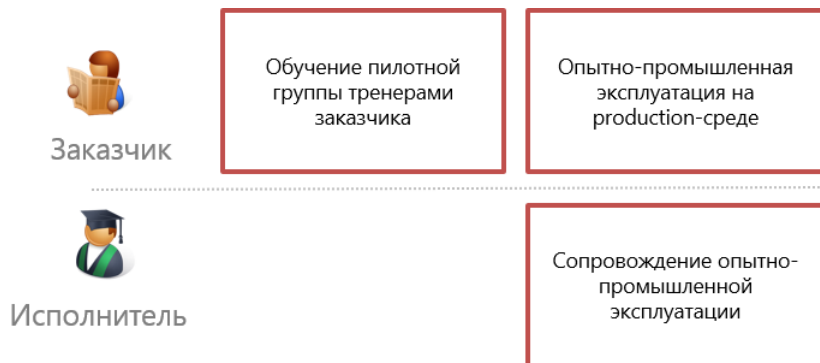 Обучение пилотной
группы тренерами
заказчика
Опытно-промышленная
эксплуатация на
production-среде
Заказчик
Сопровождение опытно-
промышленной
эксплуатации
Исполнитель